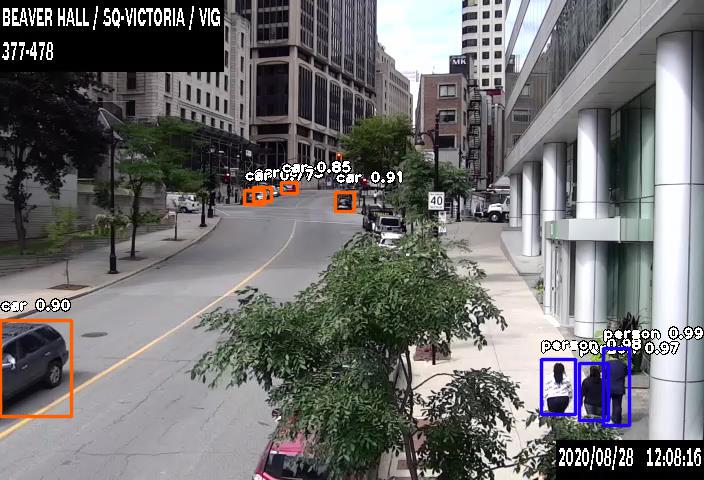 BEAVER HALL / SQ-VICTORIA / VIG
377-478
MK
car 0.85
car 0.91
40
car 0.90
person 0.99
person 0.98
0.97
2020/08/28 12:08:16